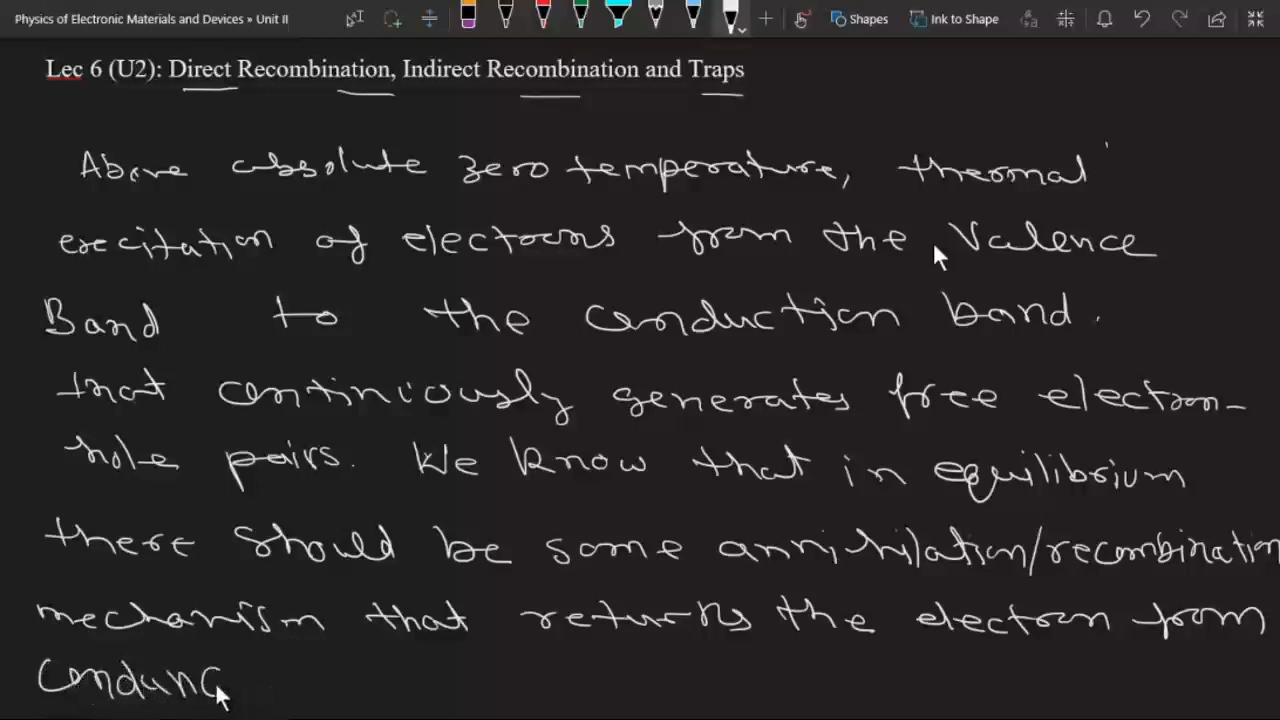 Physics of Electronic Materials and Devices » Unit II
Shapes
Ink to Shape
Lec 6 (U2): Direct Recombination, Indirect Recombination and Traps
Above absolute zero temperature, thermal
excitation of electrons from the Valence
Band to the conduction band.
that continiously generates free electron-
hole pairs. We know that in equilibrium
there should be some annihilation/recombination
mechanism that returns the electron from
Conduc